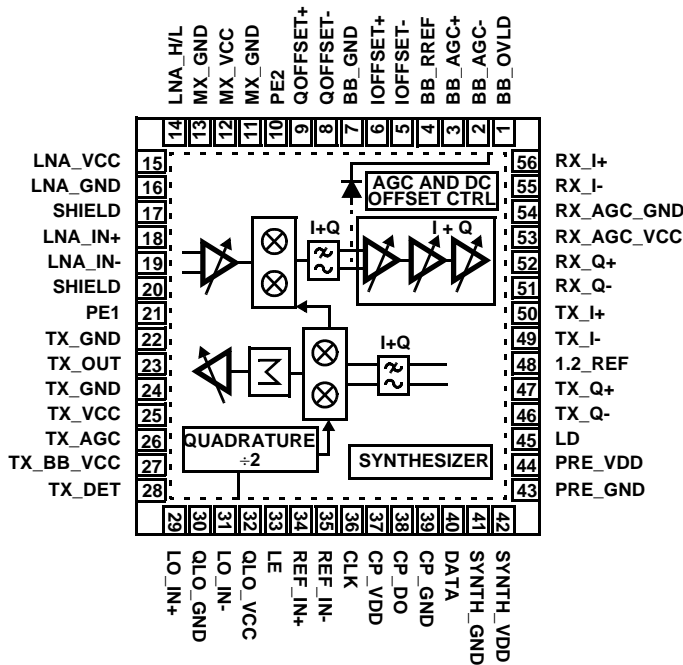 LNA_H/L
MX_GND
MX_VCC
MX_GND
PE2
QOFFSET+
QOFFSET-
BB_GND
IOFFSET+
IOFFSET-
BB_RREF
BB_AGC+
BB_AGC-
BB_OVLD
14
13
12
11
10
9
8
7
6
5
4
3
2
1
LNA_VCC 15
LNA_GND 16
SHIELD 17
LNA_IN+ 18
LNA_IN- 19
SHIELD 20
PE1 21
TX_GND 22
TX_OUT 23
TX_GND 24
TX_VCC 25
TX_AGC 26
TX_BB_VCC 27
TX_DET 28
AGC AND DC
OFFSET CTRL
I+Q
I + Q
I+Q
Σ
QUADRATURE
÷2
SYNTHESIZER
56 RX_I+
55 RX_I-
54 RX_AGC_GND
53 RX_AGC_VCC
52 RX_Q+
51 RX_Q-
50 TX_I+
49 TX_I-
48 1.2_REF
47 TX_Q+
46 TX_Q-
45 LD
44 PRE_VDD
43 PRE_GND
29
30
31
32
33
34
35
36
37
38
39
40
41
42
LO_IN+
QLO_GND
LO_IN-
QLO_VCC
LE
REF_IN+
REF_IN-
CLK
CP_VDD
CP_DO
CP_GND
DATA
SYNTH_GND
SYNTH_VDD